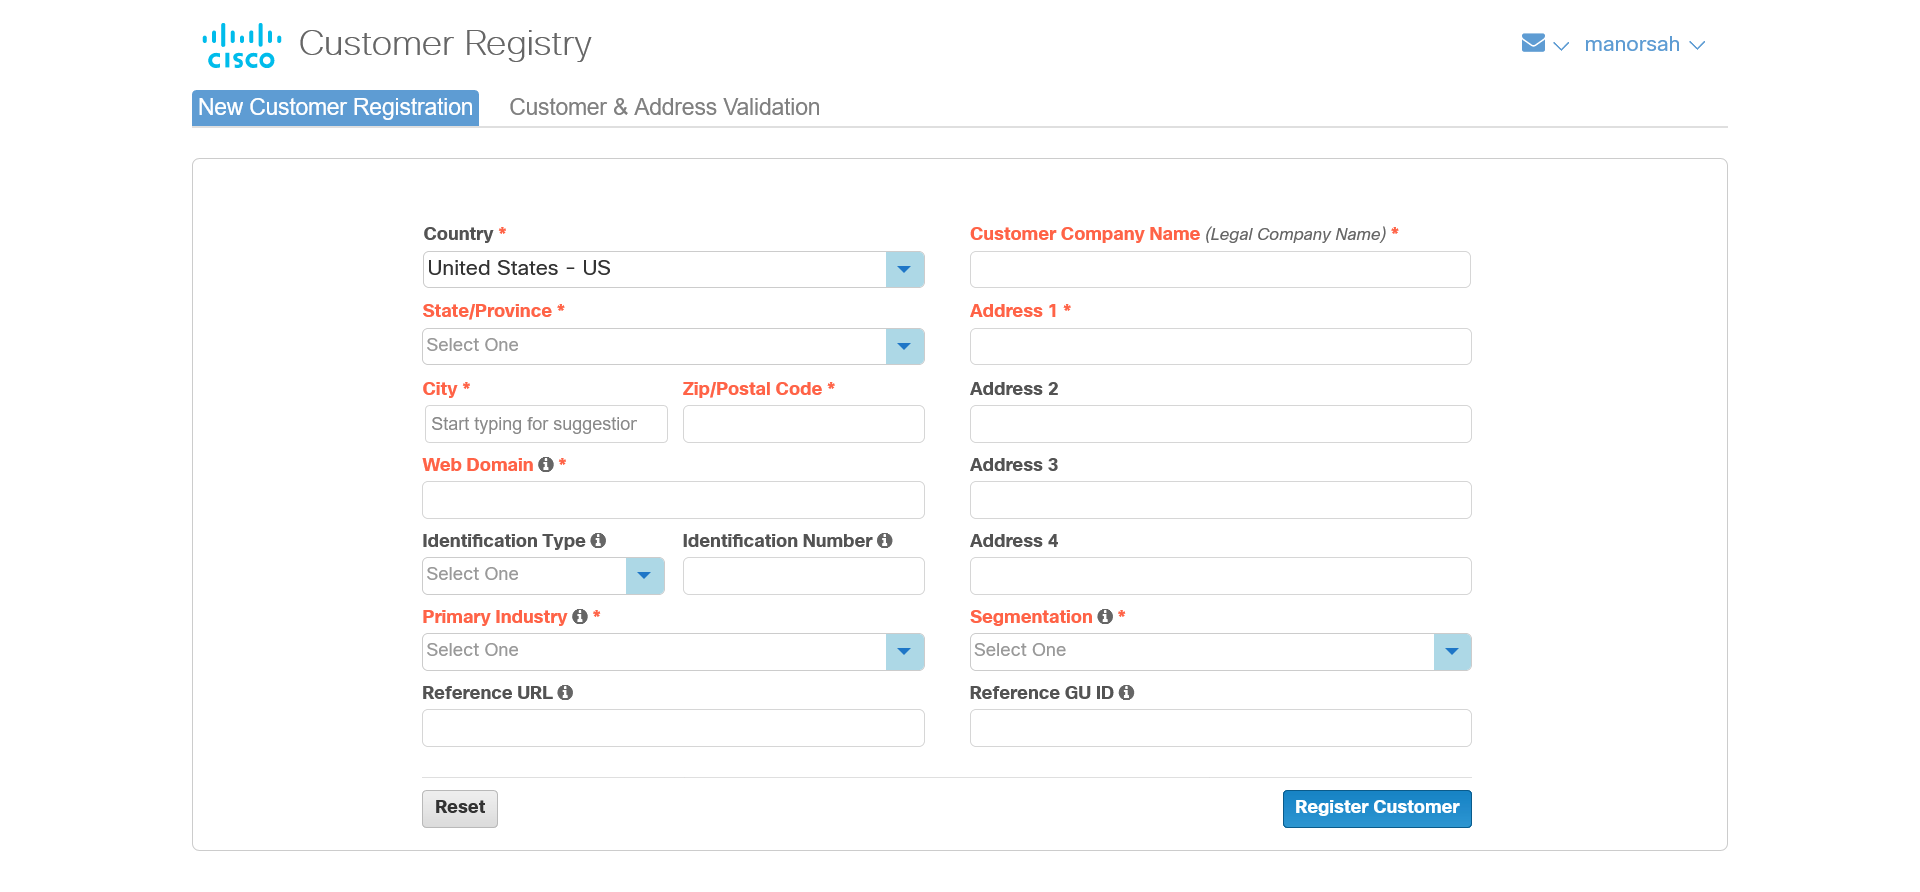 CISCO Customer Registry
manorsah
New Customer Registration
Customer & Address Validation
Country *
Customer Company Name (Legal Company Name) *
United States - US
State/Province *
Address 1 *
Select One
City *
Zip/Postal Code *
Address 2
Start typing for suggestior
Web Domain *
Address 3
Identification Type
Identification Number
Address 4
Select One
Primary Industry *
Segmentation *
Select One
Select One
Reference URL
Reference GU ID
Reset
Register Customer